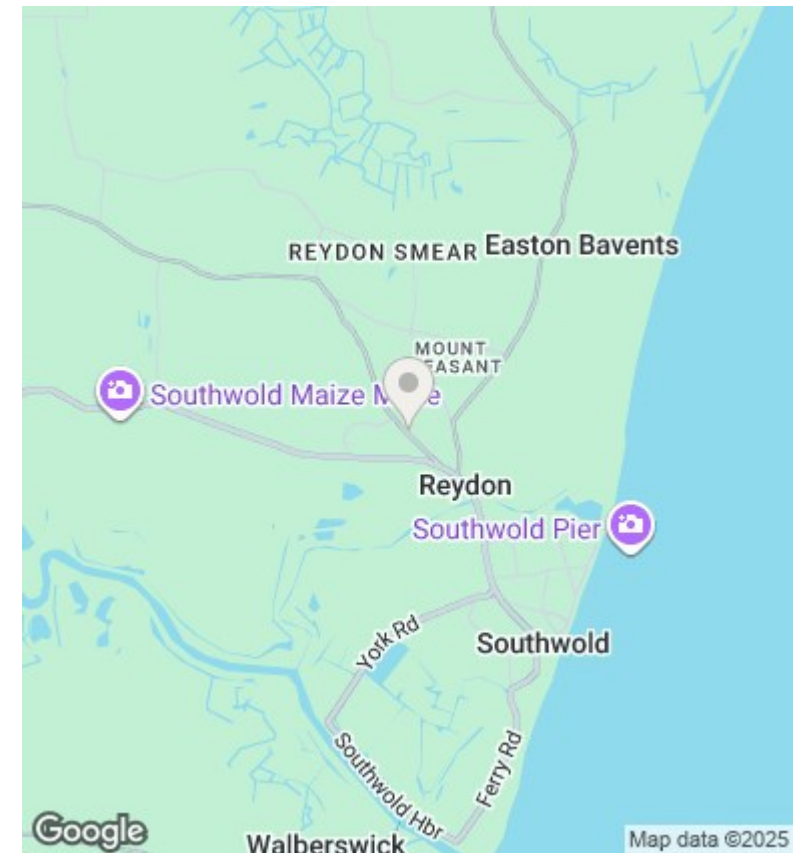 REYDON SMEAR
Easton Bavents
MOUNT
EASANT
Southwold Maize M
e
Reydon
Southwold Pier
York Rd
Southwold
Southwold Hbr
Ferry Rd
Walberswick
Google
Map data ©2025